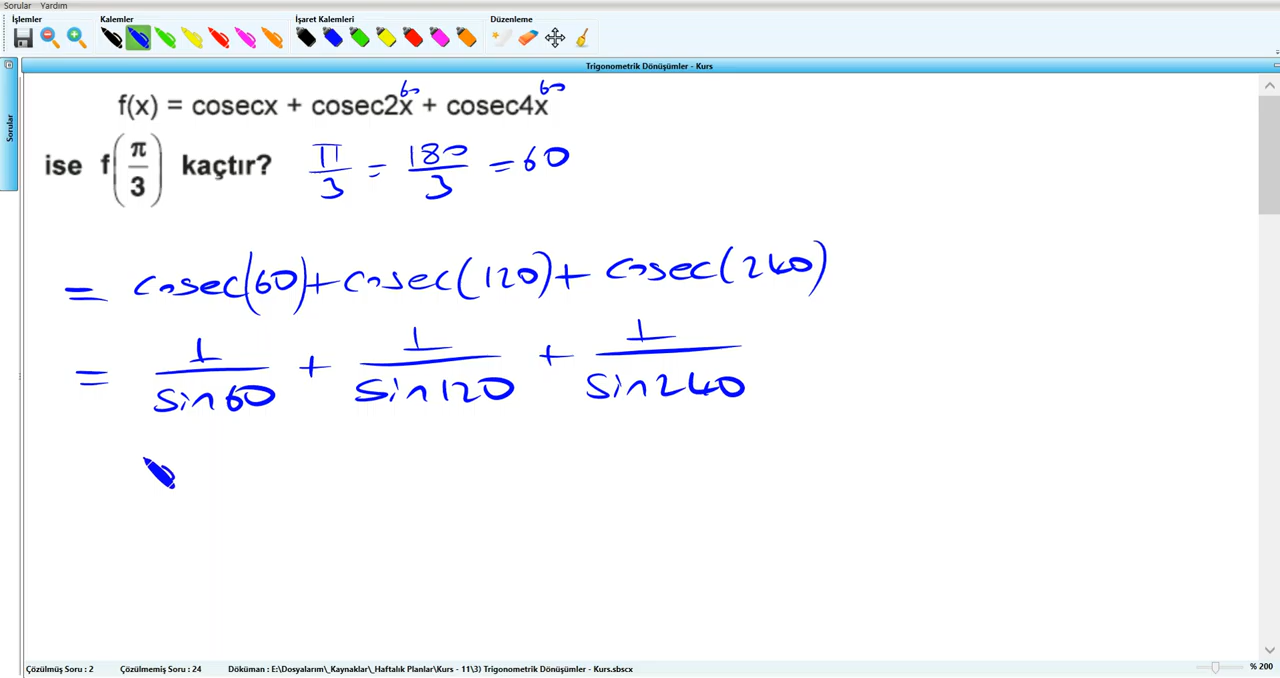 Sorular Yardım
İşlemler Kalemler İşaret Kalemleri Düzenleme
Trigonometrik Dönüşümler - Kurs
Sorular
60 60
f(x) = cosecx + cosec2x + cosec4x
ise f(π/3) kaçtır? π/3 = 180/3 = 60
= cosec(60)+cosec(120)+cosec(240)
= 1/sin60 + 1/sin120 + 1/sin240
Çözülmüş Soru : 2 Çözülmemiş Soru : 24 Döküman : E:\Dosyalarım\_Kaynaklar\_Haftalık Planlar\Kurs - 11\3) Trigonometrik Dönüşümler - Kurs.sbscx % 200